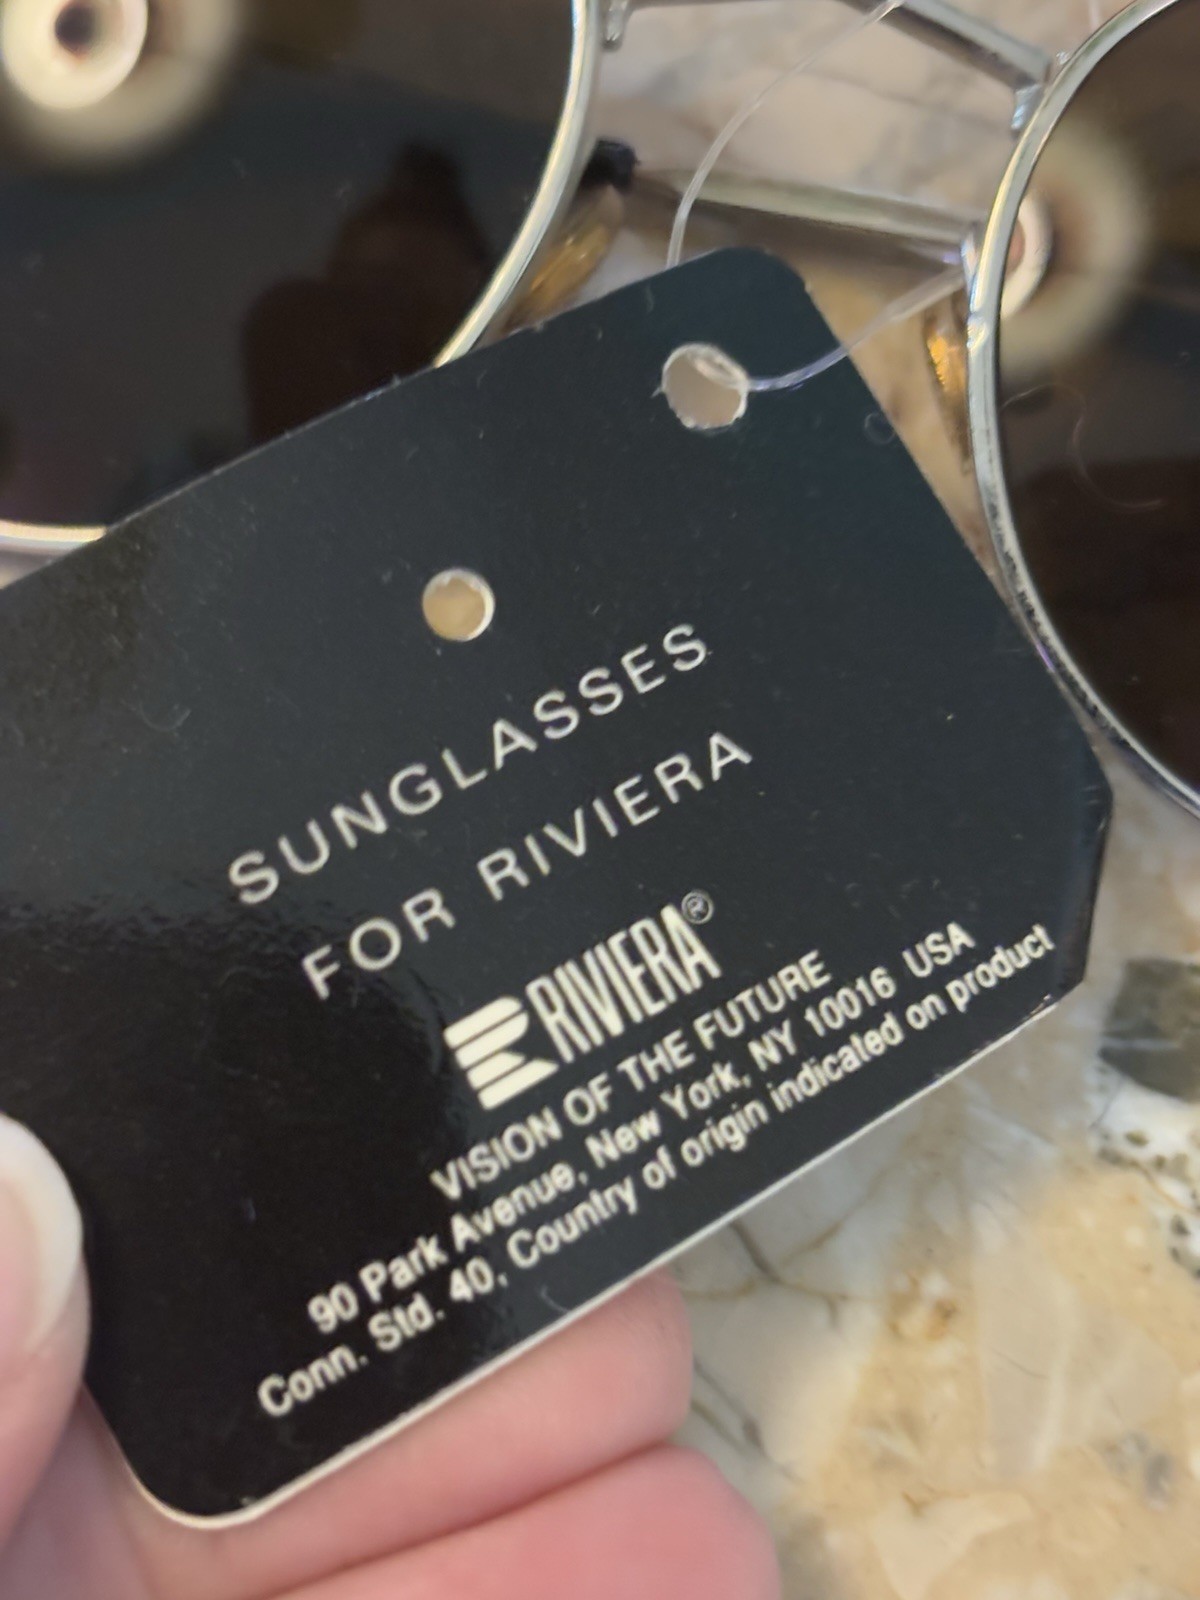 SUNGLASSES
FOR RIVIERA
RIVIERA®
VISION OF THE FUTURE
90 Park Avenue, New York, NY 10016 USA
Conn. Std. 40, Country of origin indicated on product